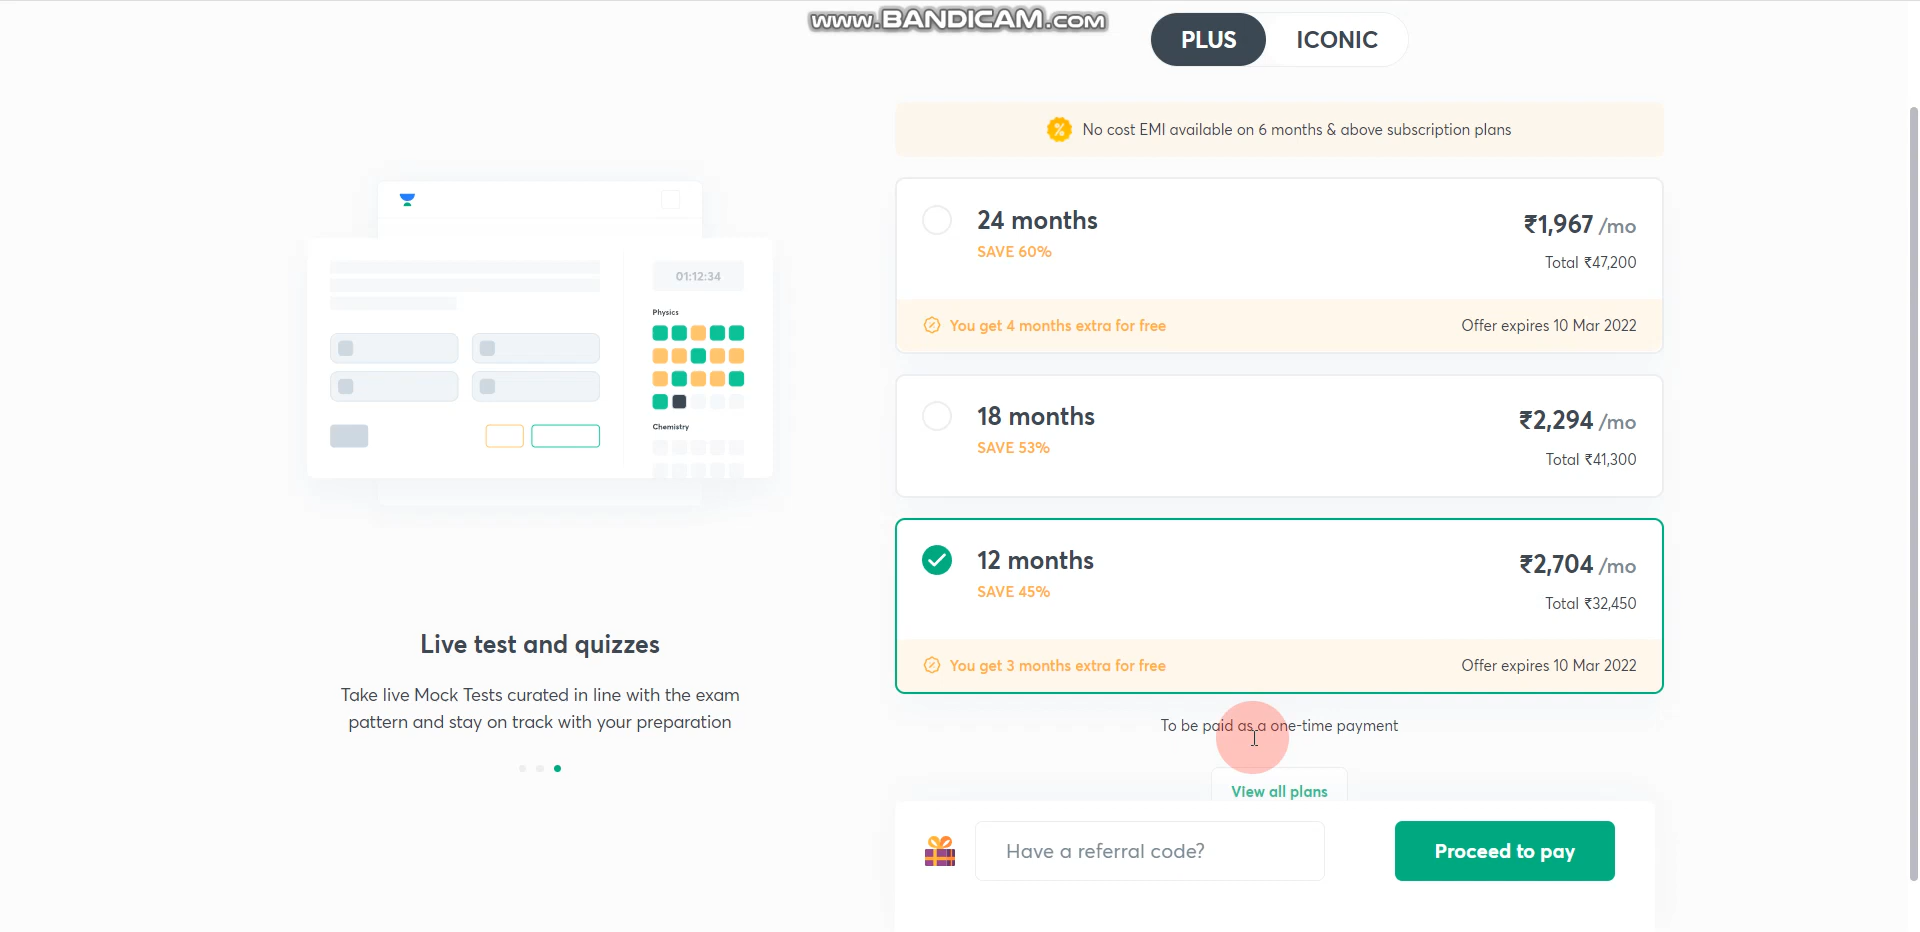 www.BANDICAM.com
PLUS
ICONIC
No cost EMI available on 6 months & above subscription plans
24 months
₹1,967 /mo
SAVE 60%
Total ₹47,200
You get 4 months extra for free
Offer expires 10 Mar 2022
18 months
₹2,294 /mo
SAVE 53%
Total ₹41,300
12 months
₹2,704 /mo
SAVE 45%
Total ₹32,450
You get 3 months extra for free
Offer expires 10 Mar 2022
To be paid as a one-time payment
View all plans
Have a referral code?
Proceed to pay
01:12:34
Physics
Chemistry
Live test and quizzes
Take live Mock Tests curated in line with the exam
pattern and stay on track with your preparation